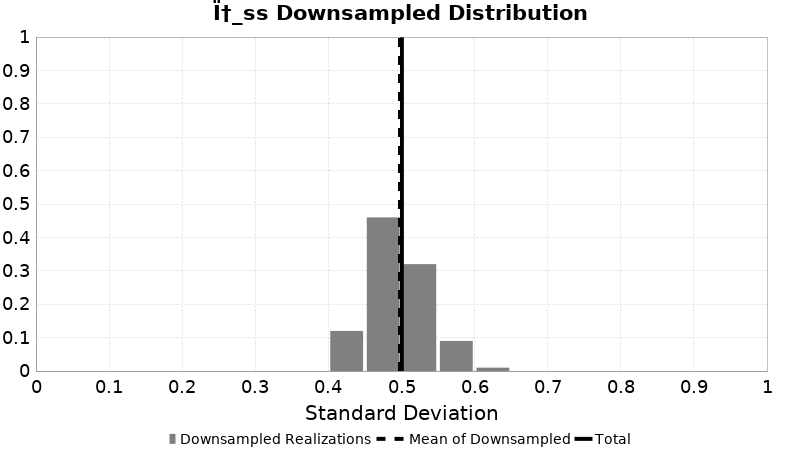 Ï†_ss Downsampled Distribution
1
0.9
0.8
0.7
0.6
0.5
0.4
0.3
0.2
0.1
0
0 0.1 0.2 0.3 0.4 0.5 0.6 0.7 0.8 0.9 1
Standard Deviation
Downsampled Realizations Mean of Downsampled Total